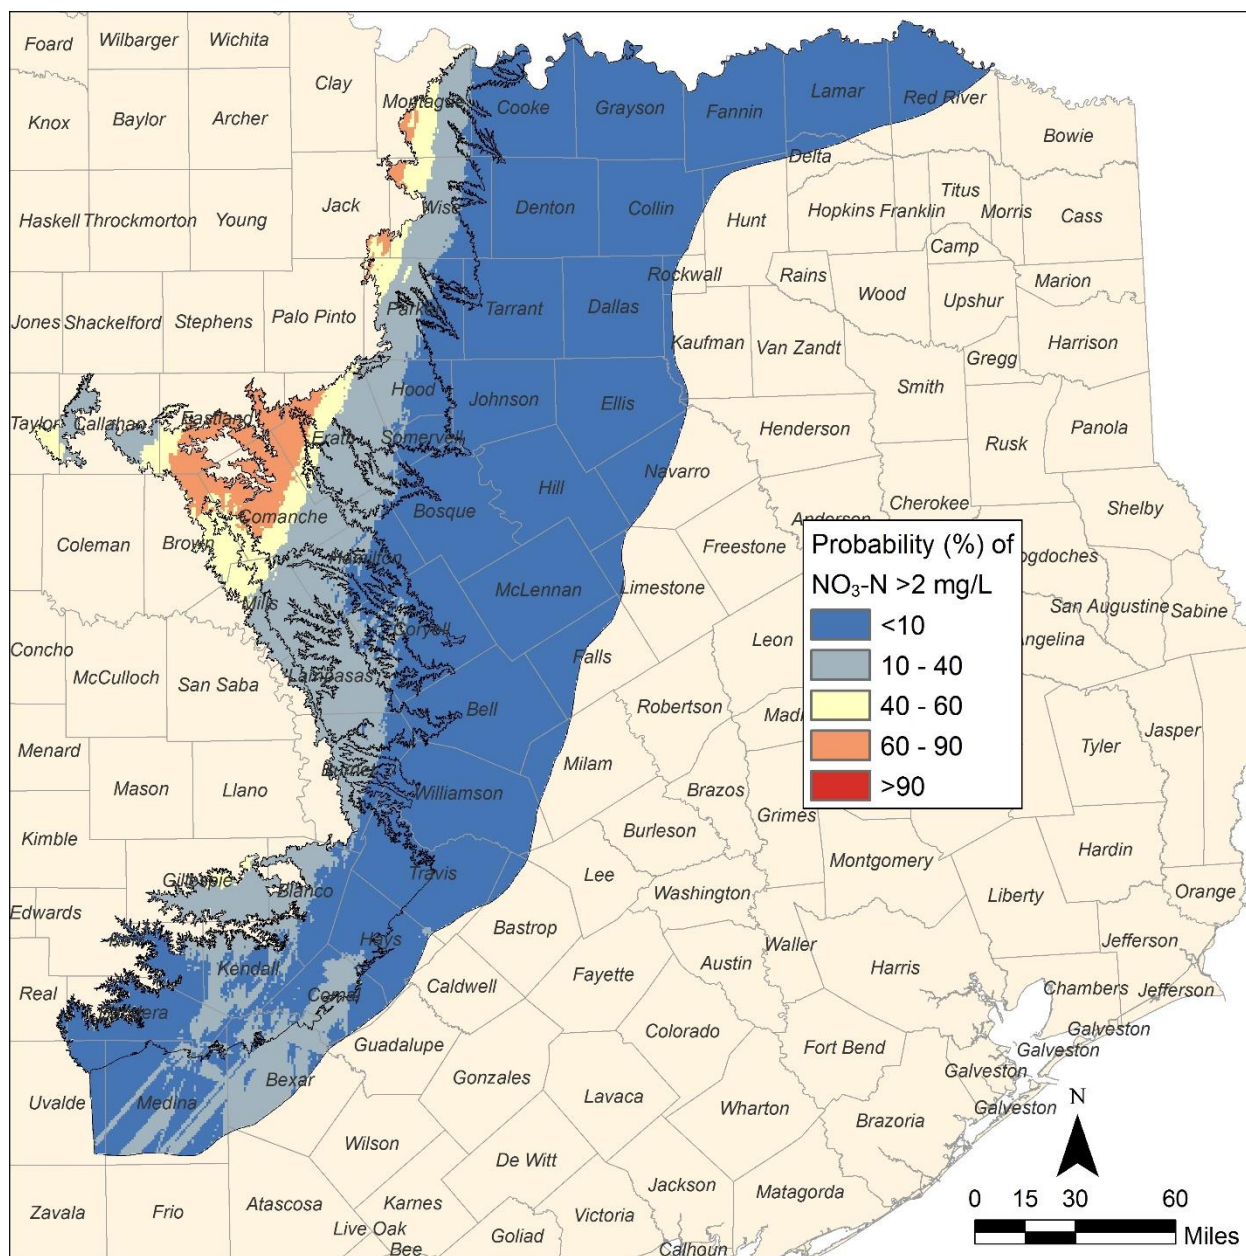 Foard
Wilbarger
Wichita
Clay
Montague
Cooke
Grayson
Fannin
Lamar
Red River
Bowie
Knox
Baylor
Archer
Delta
Titus
Haskell
Throckmorton
Young
Jack
Wise
Denton
Collin
Hunt
Hopkins
Franklin
Morris
Cass
Camp
Rockwall
Rains
Marion
Wood
Upshur
Jones
Shackelford
Stephens
Palo Pinto
Parker
Tarrant
Dallas
Kaufman
Van Zandt
Harrison
Gregg
Smith
Hood
Johnson
Ellis
Taylor
Callahan
Eastland
Erath
Somervell
Henderson
Rusk
Panola
Navarro
Hill
Bosque
Cherokee
Shelby
Anderson
Comanche
Coleman
Brown
Hamilton
Freestone
ogdoches
McLennan
Limestone
Mills
San Augustine
Sabine
Coryell
Leon
Angelina
Concho
McCulloch
San Saba
Lampasas
Falls
Bell
Robertson
Madi
Jasper
Tyler
Menard
Mason
Llano
Burnet
Milam
Williamson
Brazos
Grimes
Kimble
Burleson
Montgomery
Hardin
Gillespie
Blanco
Travis
Lee
Washington
Liberty
Orange
Edwards
Bastrop
Hays
Waller
Jefferson
Kendall
Austin
Harris
Real
Comal
Caldwell
Fayette
Chambers
Jefferson
Colorado
Galveston
Guadalupe
Fort Bend
Galveston
Bexar
Gonzales
Galveston
Uvalde
Medina
Lavaca
Wharton
Galveston
Brazoria
Wilson
De Witt
Jackson
Matagorda
Zavala
Frio
Atascosa
Karnes
Victoria
Live Oak
Goliad
Bee
Calhoun
Probability (%) of
NO₃-N >2 mg/L
<10
10 - 40
40 - 60
60 - 90
>90
N
0 15 30 60
Miles